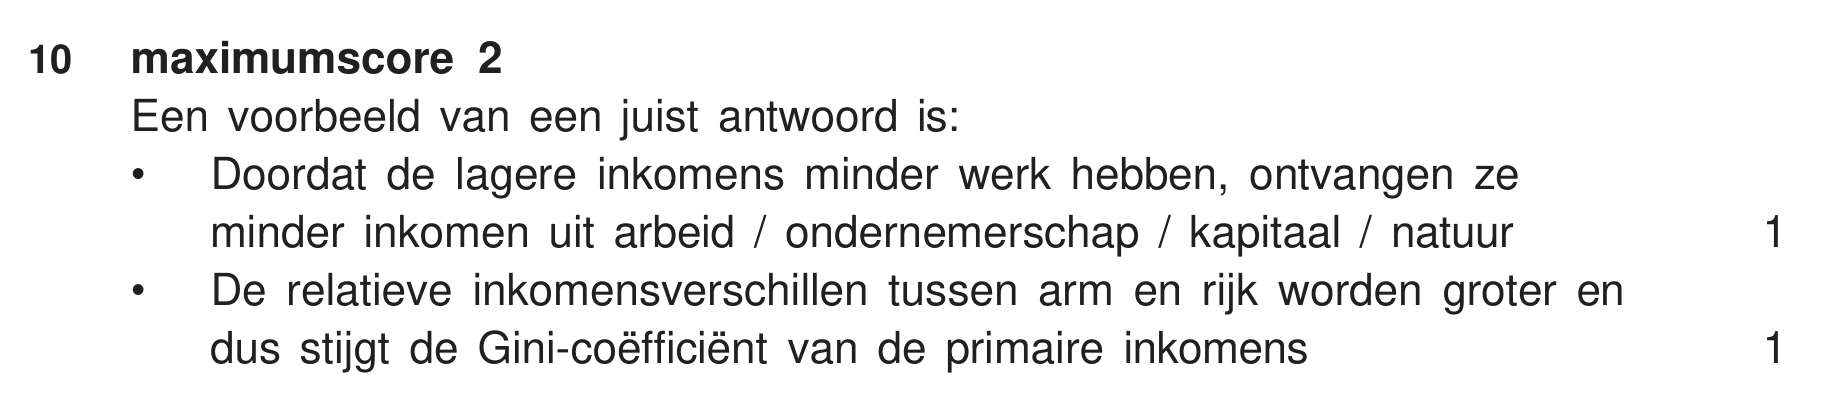 10 maximumscore 2
Een voorbeeld van een juist antwoord is:
• Doordat de lagere inkomens minder werk hebben, ontvangen ze
minder inkomen uit arbeid / ondernemerschap / kapitaal / natuur 1
• De relatieve inkomensverschillen tussen arm en rijk worden groter en
dus stijgt de Gini-coëfficiënt van de primaire inkomens 1